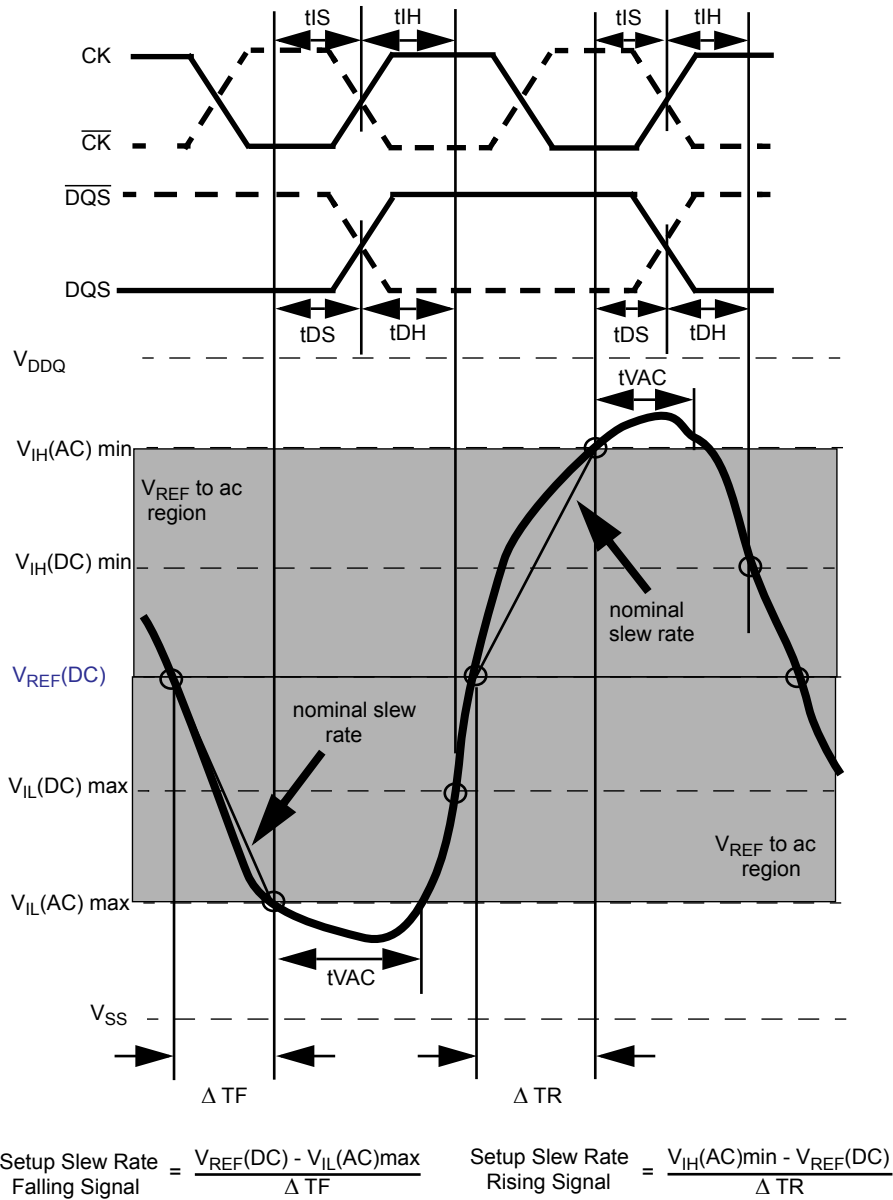 tIS tIH tIS tIH
CK
C̅K̅
D̅Q̅S̅
DQS
tDS tDH tDS tDH
VDDQ
tVAC
VIH(AC) min
VREF to ac
region
VIH(DC) min
nominal
slew rate
VREF(DC)
nominal slew
rate
VIL(DC) max
VREF to ac
region
VIL(AC) max
tVAC
VSS
Δ TF Δ TR
Setup Slew Rate
Falling Signal
=
VREF(DC) - VIL(AC)max
Δ TF
Setup Slew Rate
Rising Signal
=
VIH(AC)min - VREF(DC)
Δ TR